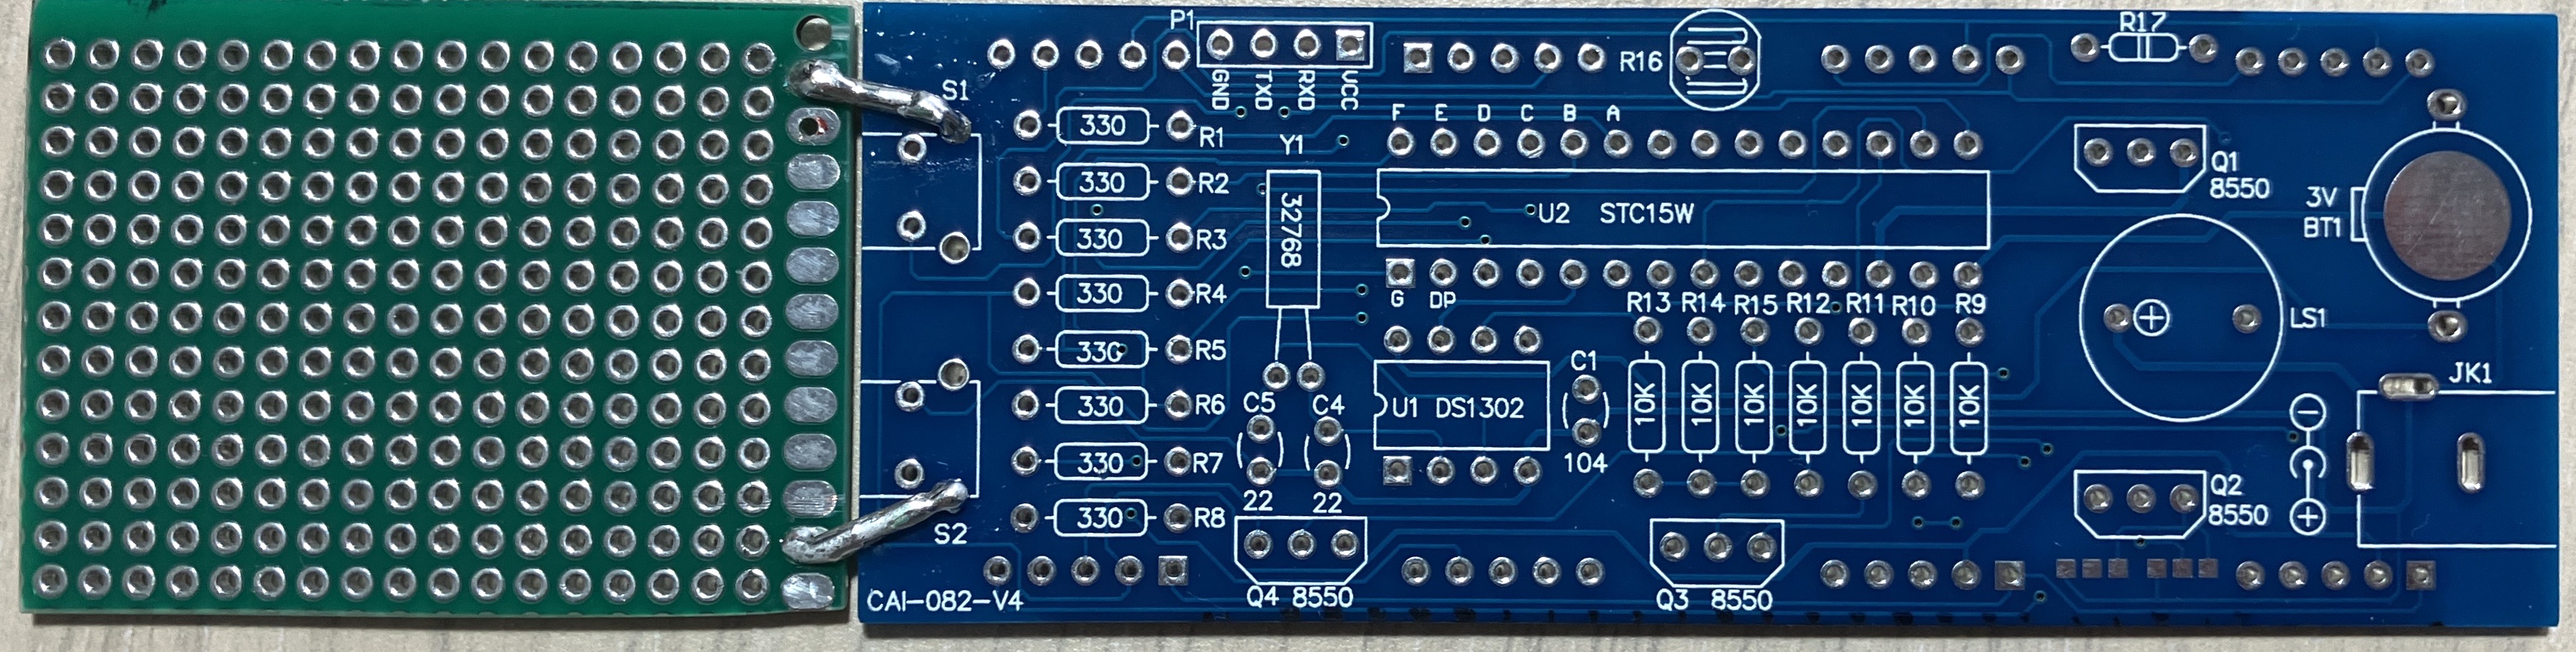 P1
GND TXD RXD VCC
R16
R17
S1
330 R1
330 R2
330 R3
330 R4
330 R5
330 R6
330 R7
330 R8
S2
CAI-082-V4
Y1
32768
C5 C4
22 22
Q4 8550
F E D C B A
U2 STC15W
G DP
U1 DS1302
C1
104
R13 R14 R15 R12 R11 R10 R9
10K 10K 10K 10K 10K 10K 10K
Q3 8550
Q1
8550
3V
BT1
LS1
JK1
Q2
8550